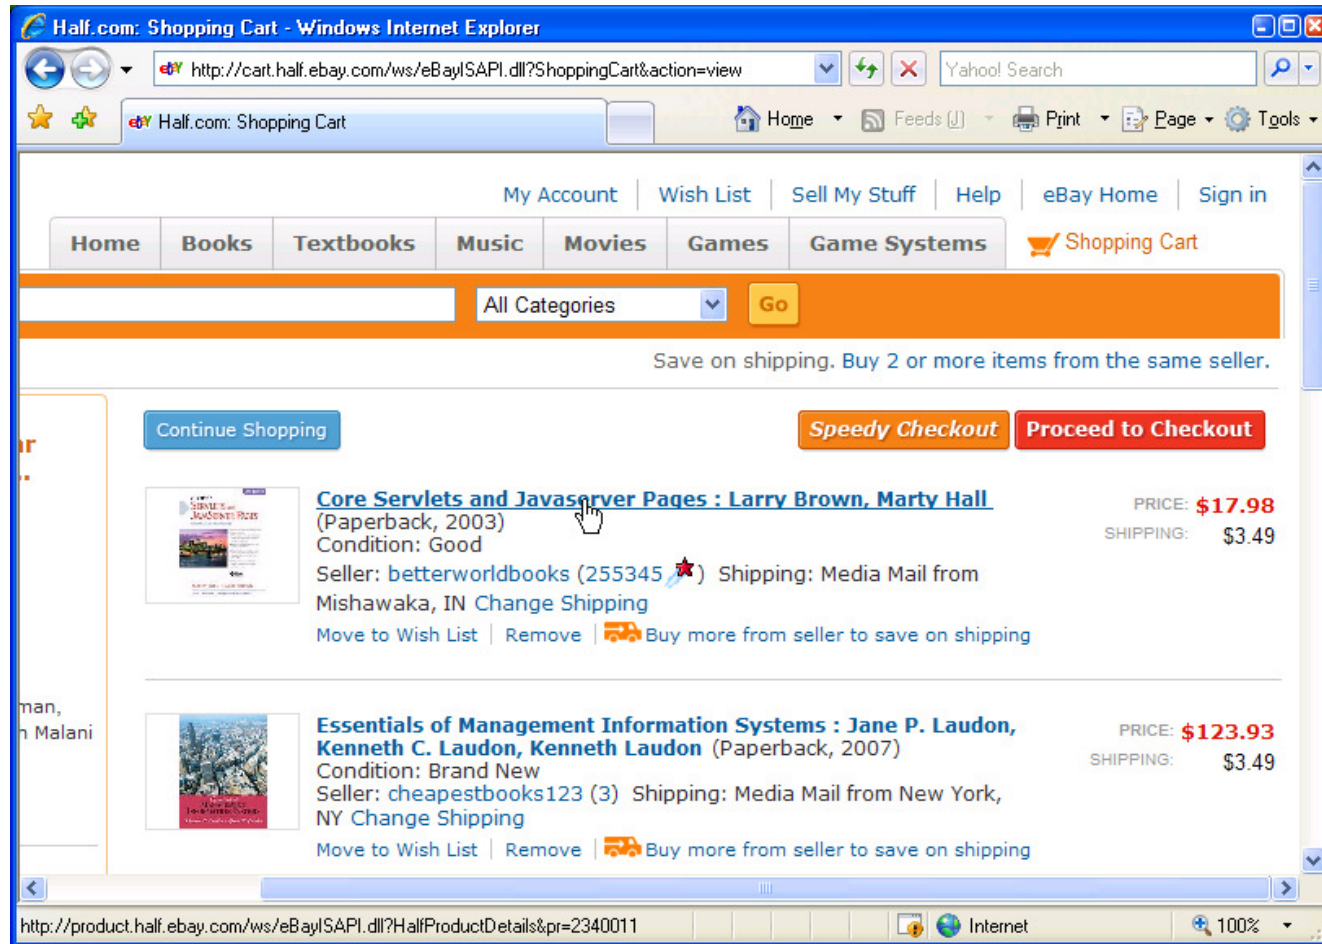 Half.com: Shopping Cart - Windows Internet Explorer
http://cart.half.ebay.com/ws/eBayISAPI.dll?ShoppingCart&action=view
Yahoo! Search
Half.com: Shopping Cart
Home Feeds (J) Print Page Tools
My Account Wish List Sell My Stuff Help eBay Home Sign in
Home Books Textbooks Music Movies Games Game Systems Shopping Cart
All Categories Go
Save on shipping. Buy 2 or more items from the same seller.
Continue Shopping Speedy Checkout Proceed to Checkout
Core Servlets and Javaserver Pages : Larry Brown, Marty Hall PRICE: $17.98
(Paperback, 2003) SHIPPING: $3.49
Condition: Good
Seller: betterworldbooks (255345 ) Shipping: Media Mail from
Mishawaka, IN Change Shipping
Move to Wish List | Remove | Buy more from seller to save on shipping
man,
Malani
Essentials of Management Information Systems : Jane P. Laudon, PRICE: $123.93
Kenneth C. Laudon, Kenneth Laudon (Paperback, 2007) SHIPPING: $3.49
Condition: Brand New
Seller: cheapestbooks123 (3) Shipping: Media Mail from New York,
NY Change Shipping
Move to Wish List | Remove | Buy more from seller to save on shipping
http://product.half.ebay.com/ws/eBayISAPI.dll?HalfProductDetails&pr=2340011 Internet 100%